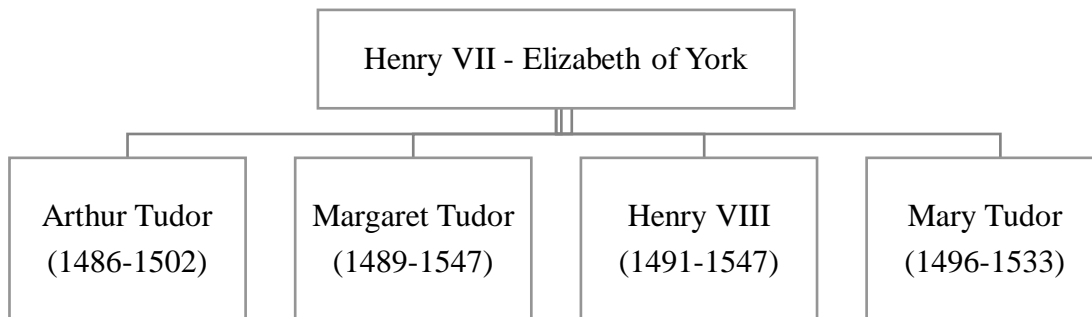 Henry VII - Elizabeth of York
Arthur Tudor
(1486-1502)
Margaret Tudor
(1489-1547)
Henry VIII
(1491-1547)
Mary Tudor
(1496-1533)